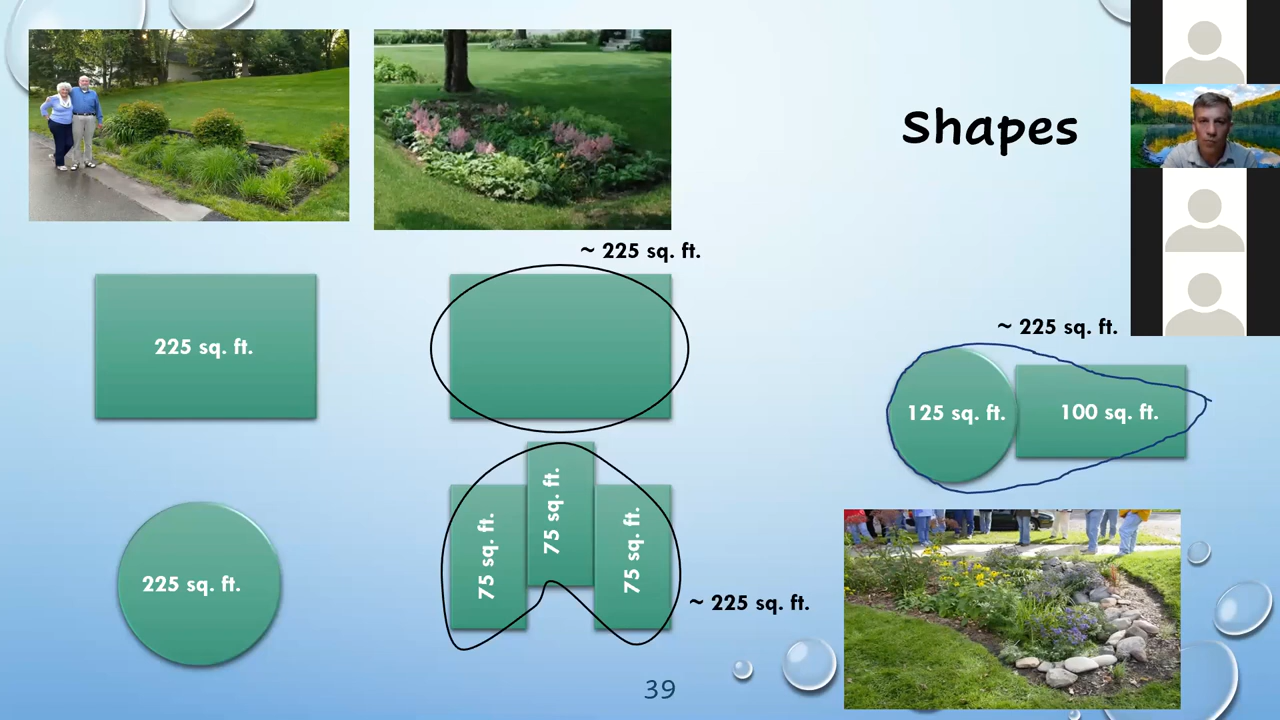 Shapes
~ 225 sq. ft.
225 sq. ft.
~ 225 sq. ft.
125 sq. ft.
100 sq. ft.
225 sq. ft.
75 sq. ft.
75 sq. ft.
75 sq. ft.
~ 225 sq. ft.
39